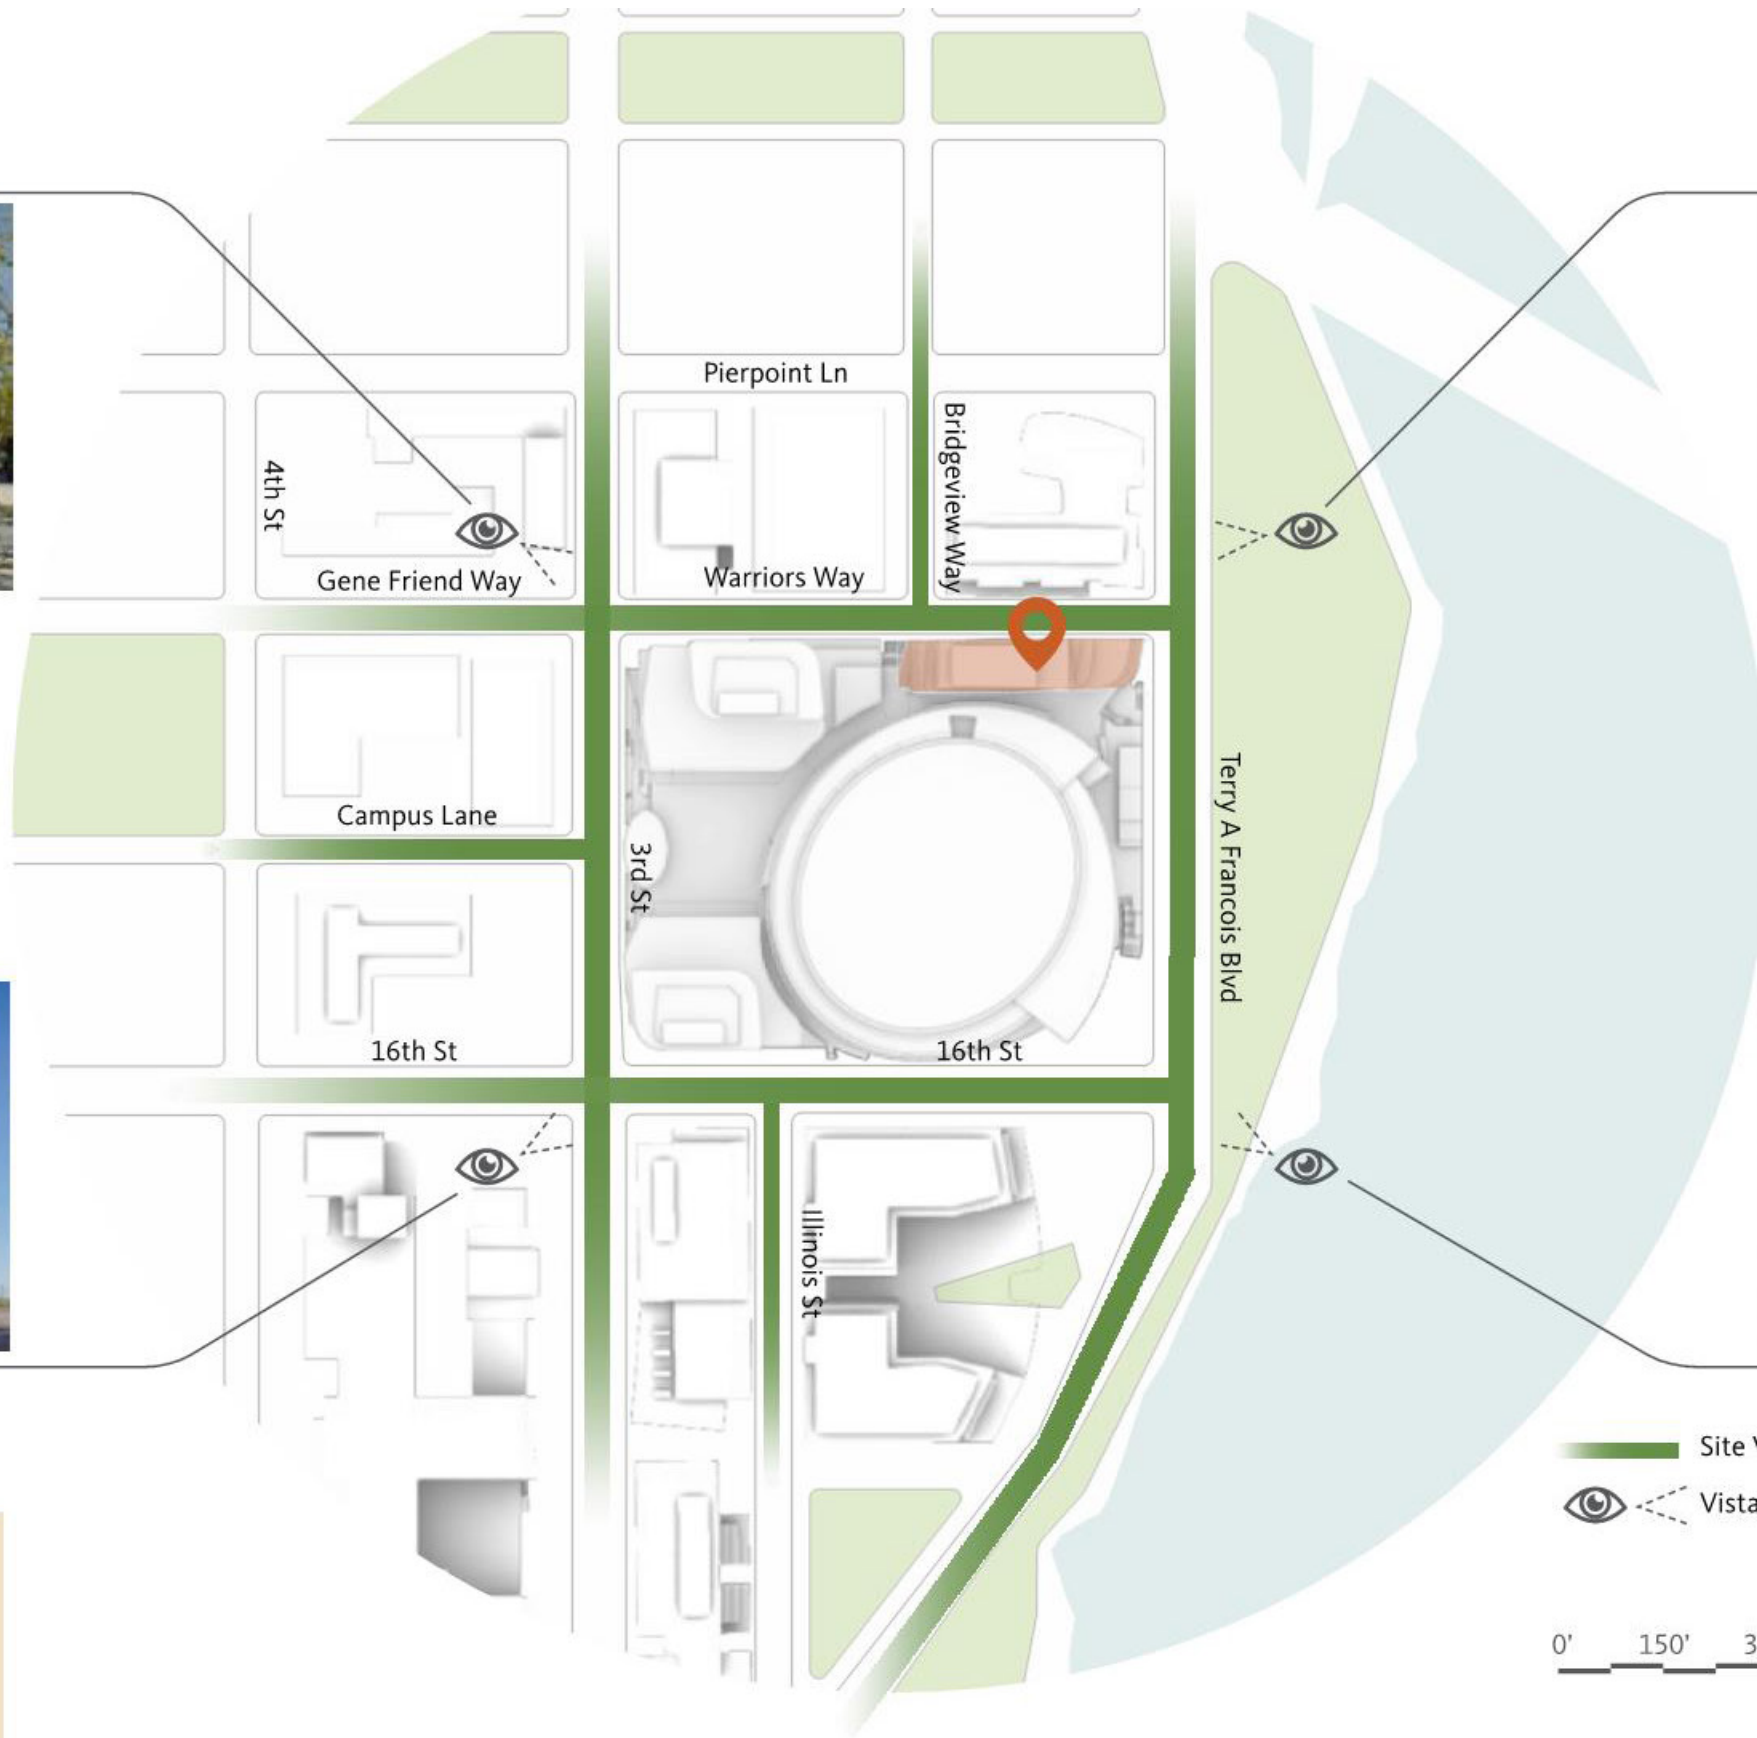 Pierpoint Ln
4th St
Bridgeview Way
Gene Friend Way
Warriors Way
Campus Lane
3rd St
Terry A Francois Blvd
16th St
16th St
Illinois St
Site
Vista
0' 150' 3